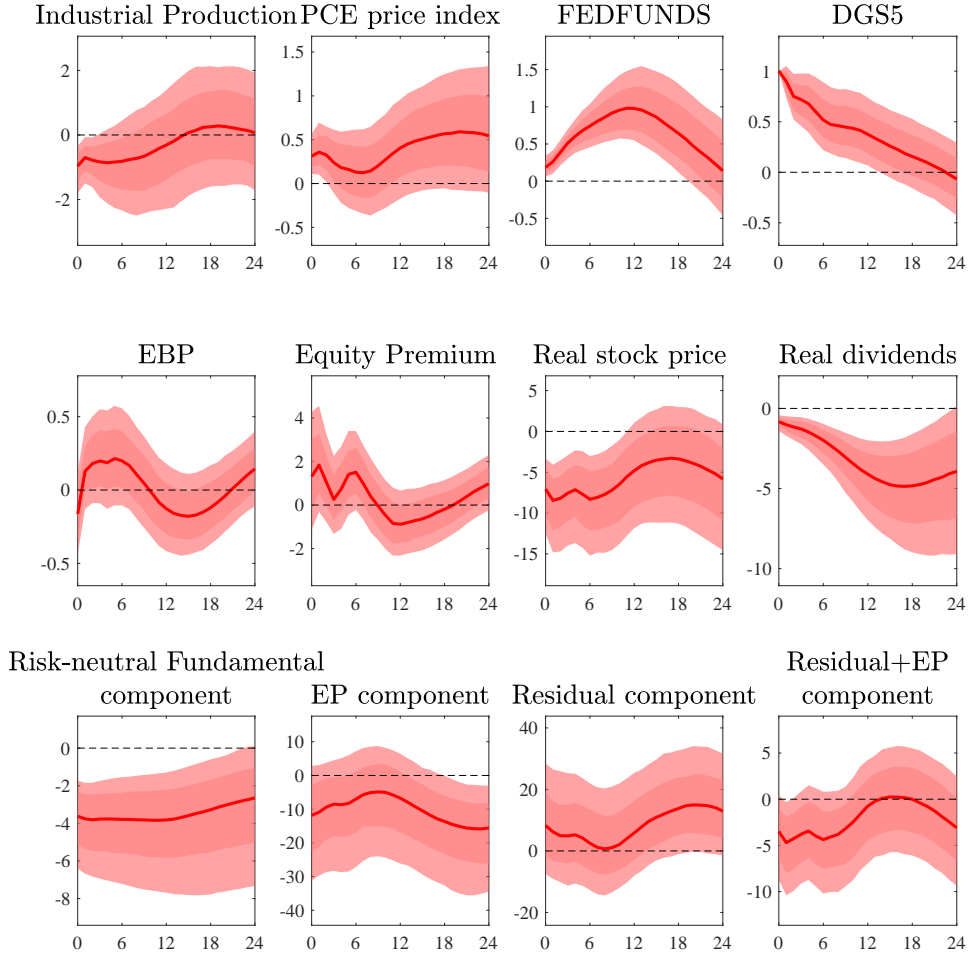 Industrial Production PCE price index FEDFUNDS DGS5
2 1.5 1.5 1
0 1 1 0.5
-2 0.5 0.5 0
0 0 -0.5
-0.5 -0.5
0 6 12 18 24 0 6 12 18 24 0 6 12 18 24 0 6 12 18 24
EBP Equity Premium Real stock price Real dividends
0.5 4 5 0
0 2 0 -5
-0.5 0 -5 -10
-2 -10
-15
0 6 12 18 24 0 6 12 18 24 0 6 12 18 24 0 6 12 18 24
Risk-neutral Fundamental Residual+EP
component EP component Residual component component
0 10 40 5
-2 0 20 0
-4 -10 0 -5
-6 -20 -20 -10
-8 -30
-40
0 6 12 18 24 0 6 12 18 24 0 6 12 18 24 0 6 12 18 24